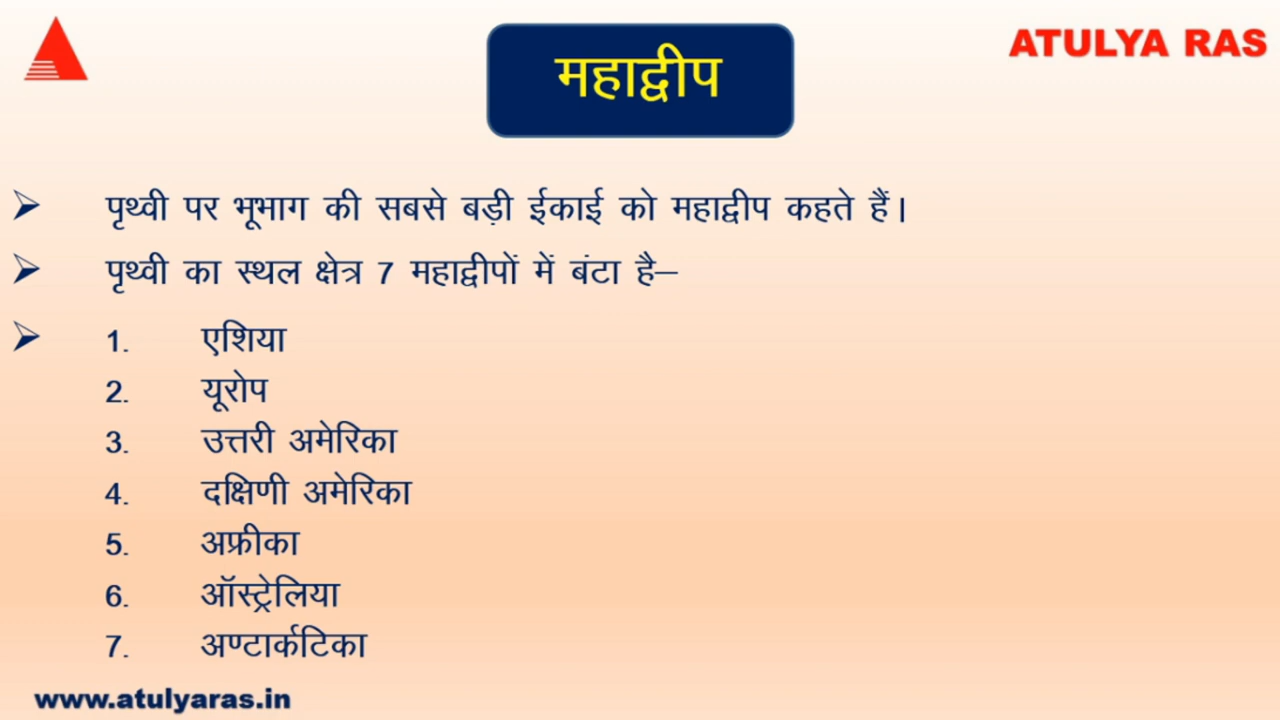 ATULYA RAS
महाद्वीप
➢ पृथ्वी पर भूभाग की सबसे बड़ी ईकाई को महाद्वीप कहते हैं।
➢ पृथ्वी का स्थल क्षेत्र 7 महाद्वीपों में बंटा है–
➢ 1. एशिया
2. यूरोप
3. उत्तरी अमेरिका
4. दक्षिणी अमेरिका
5. अफ्रीका
6. ऑस्ट्रेलिया
7. अण्टार्कटिका
www.atulyaras.in